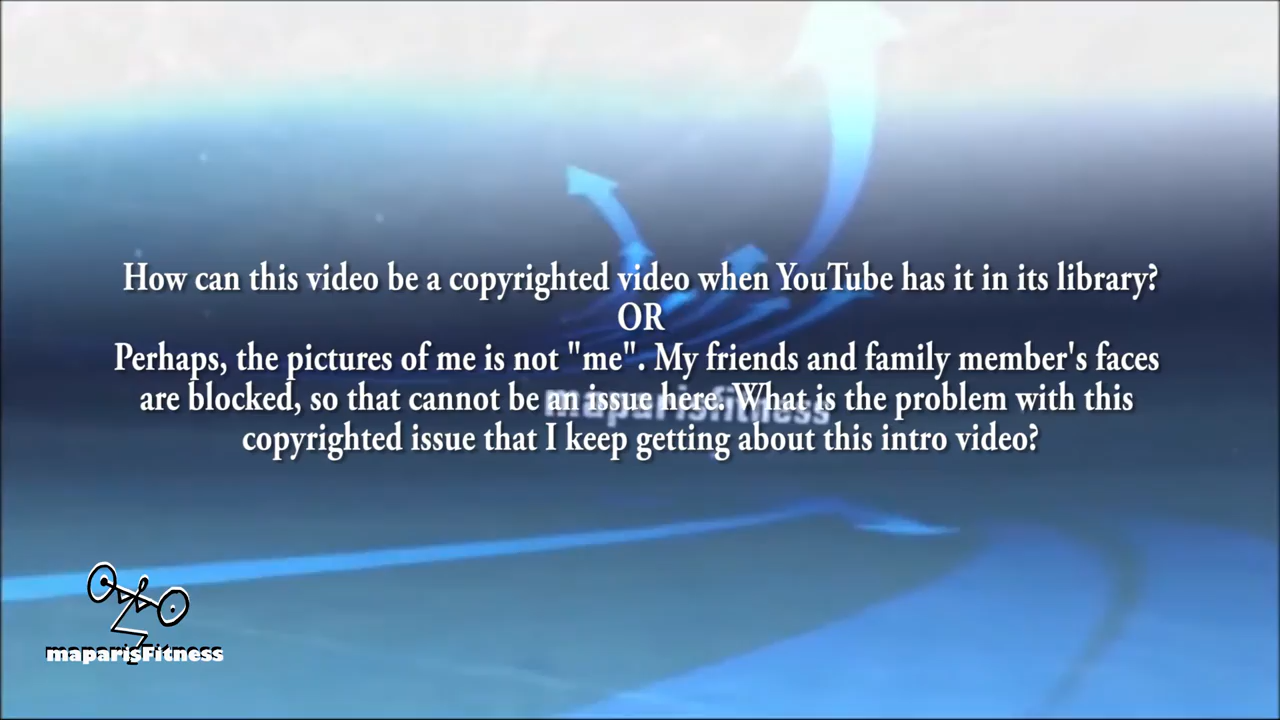 How can this video be a copyrighted video when YouTube has it in its library?
OR
Perhaps, the pictures of me is not "me". My friends and family member's faces
are blocked, so that cannot be an issue here. What is the problem with this
maparisfitness
copyrighted issue that I keep getting about this intro video?
maparisFitness